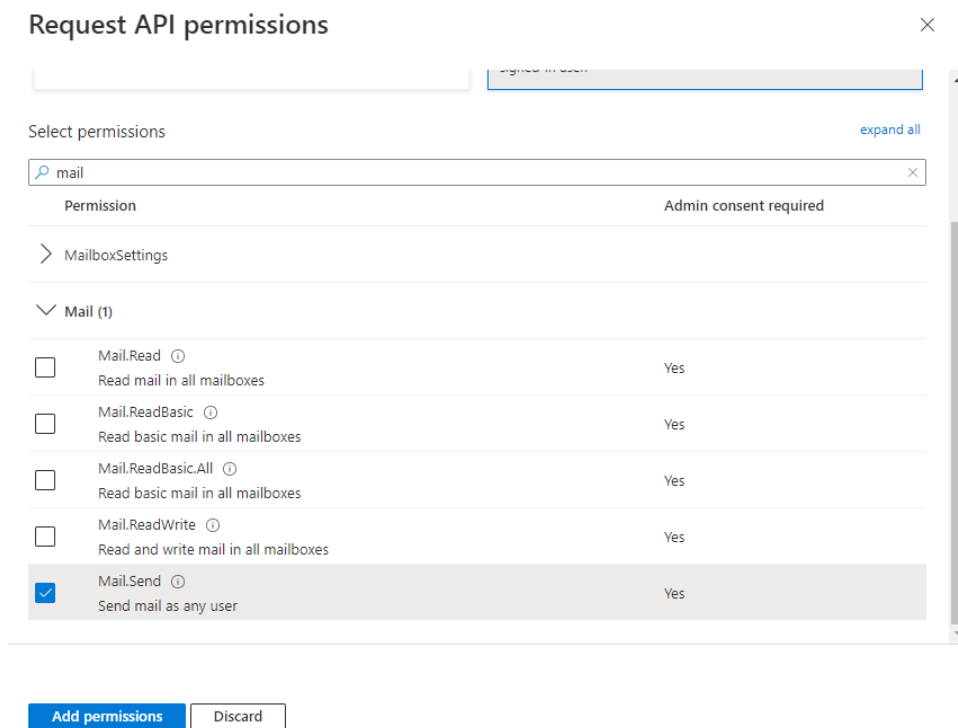 Request API permissions
signed-in user.
Select permissions
expand all
mail
Permission Admin consent required
MailboxSettings
Mail (1)
Mail.Read
Read mail in all mailboxes
Yes
Mail.ReadBasic
Read basic mail in all mailboxes
Yes
Mail.ReadBasic.All
Read basic mail in all mailboxes
Yes
Mail.ReadWrite
Read and write mail in all mailboxes
Yes
Mail.Send
Send mail as any user
Yes
Add permissions
Discard